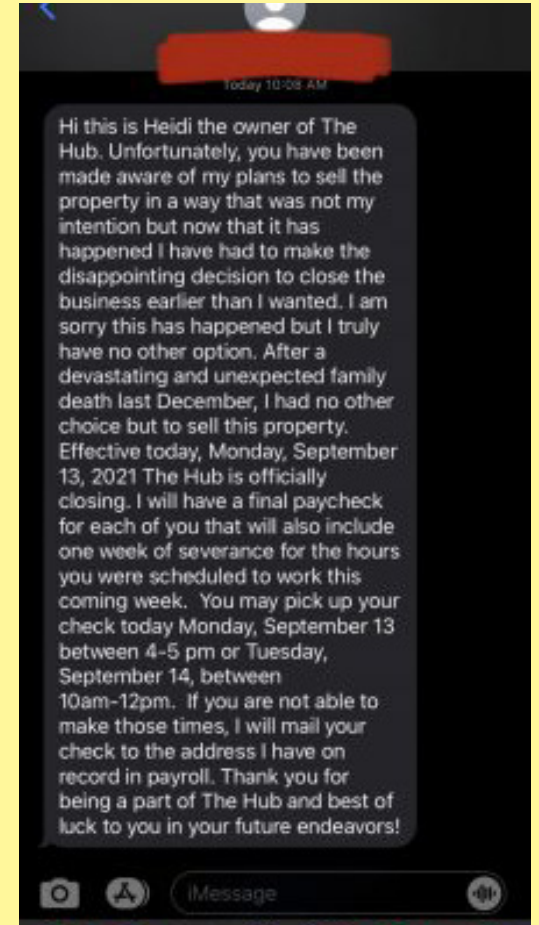 Today 10:08 AM
Hi this is Heidi the owner of The
Hub. Unfortunately, you have been
made aware of my plans to sell the
property in a way that was not my
intention but now that it has
happened I have had to make the
disappointing decision to close the
business earlier than I wanted. I am
sorry this has happened but I truly
have no other option. After a
devastating and unexpected family
death last December, I had no other
choice but to sell this property.
Effective today, Monday, September
13, 2021 The Hub is officially
closing. I will have a final paycheck
for each of you that will also include
one week of severance for the hours
you were scheduled to work this
coming week.  You may pick up your
check today Monday, September 13
between 4-5 pm or Tuesday,
September 14, between
10am-12pm.  If you are not able to
make those times, I will mail your
check to the address I have on
record in payroll. Thank you for
being a part of The Hub and best of
luck to you in your future endeavors!
iMessage